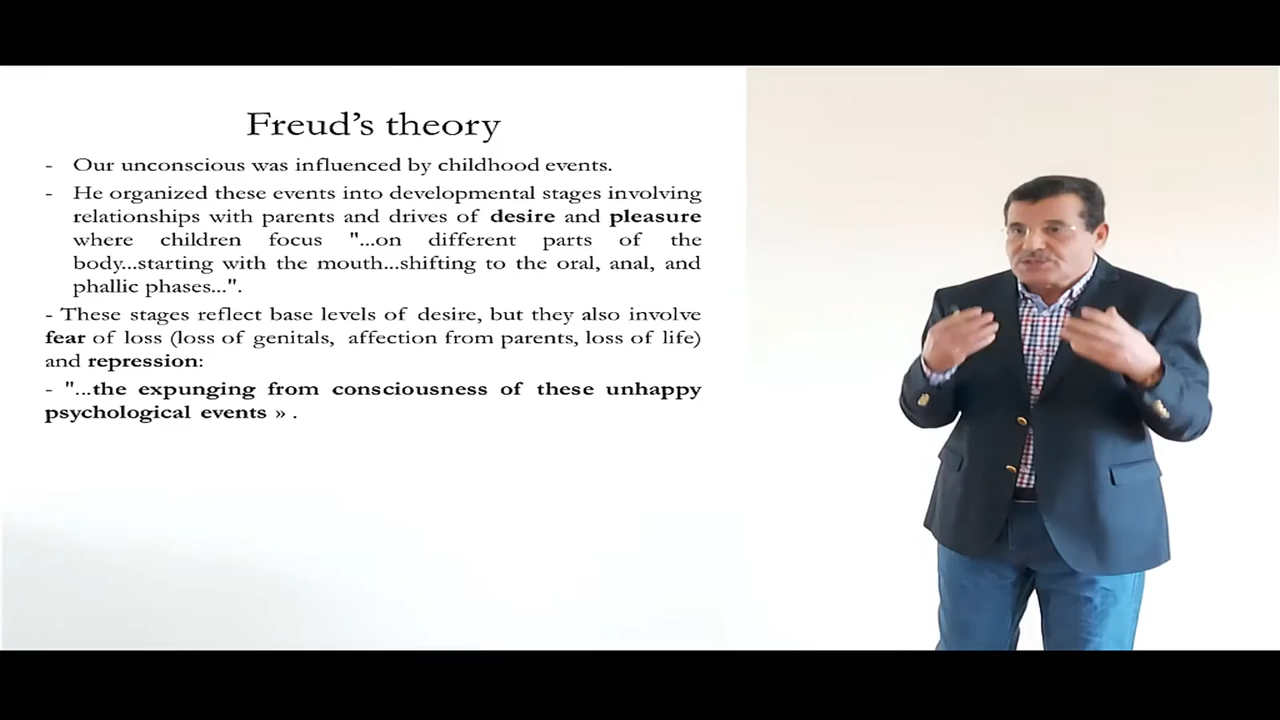 Freud's theory
- Our unconscious was influenced by childhood events.
- He organized these events into developmental stages involving
relationships with parents and drives of desire and pleasure
where children focus "...on different parts of the
body...starting with the mouth...shifting to the oral, anal, and
phallic phases...".
- These stages reflect base levels of desire, but they also involve
fear of loss (loss of genitals, affection from parents, loss of life)
and repression:
- "...the expunging from consciousness of these unhappy
psychological events » .